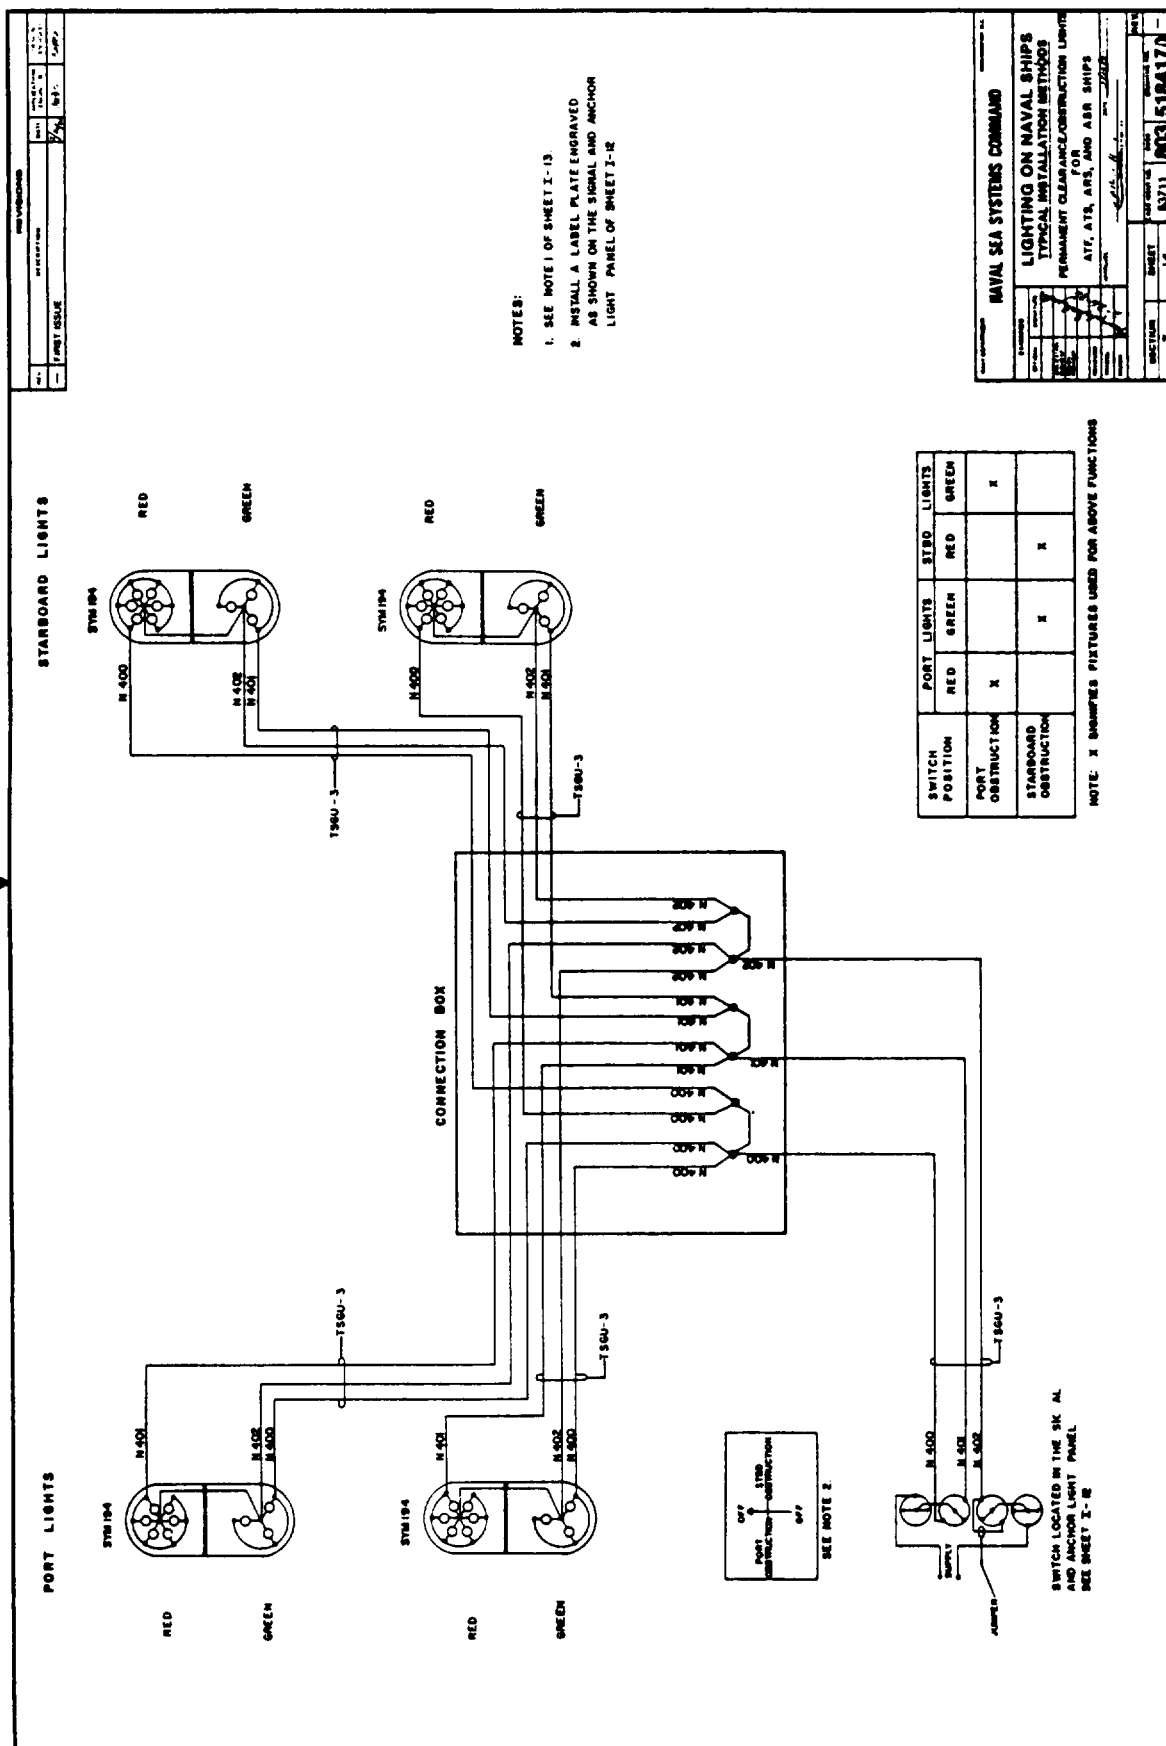 REVISIONS
FIRST ISSUE
STARBOARD LIGHTS
SYM 194
RED
GREEN
N 400
N 402
N 401
TSGU-3
SYM 194
RED
GREEN
N 400
N 402
N 401
TSGU-3
PORT LIGHTS
SYM 194
RED
GREEN
N 401
N 402
N 400
TSGU-3
SYM 194
RED
GREEN
N 401
N 402
N 400
TSGU-3
CONNECTION BOX
N 400
N 400
N 400
N 400
N 400
N 401
N 401
N 401
N 401
N 401
N 402
N 402
N 402
N 402
N 402
OFF
PORT OBSTRUCTION
STBD OBSTRUCTION
OFF
SEE NOTE 2
SUPPLY
JUMPER
N 400
N 401
N 402
TSGU-3
SWITCH LOCATED IN THE SIG AL
AND ANCHOR LIGHT PANEL
SEE SHEET I-12
NOTES:
1. SEE NOTE 1 OF SHEET I-13.
2. INSTALL A LABEL PLATE ENGRAVED
AS SHOWN ON THE SIGNAL AND ANCHOR
LIGHT PANEL OF SHEET I-12
SWITCH POSITION PORT LIGHTS STBD LIGHTS
RED GREEN RED GREEN
PORT OBSTRUCTION X X
STARBOARD OBSTRUCTION X X
NOTE: X SIGNIFIES FIXTURES USED FOR ABOVE FUNCTIONS
NAVAL SEA SYSTEMS COMMAND
LIGHTING ON NAVAL SHIPS
TYPICAL INSTALLATION METHODS
PERMANENT CLEARANCE/OBSTRUCTION LIGHTS
FOR
ATF, ATS, ARS, AND ASR SHIPS
SECTION
SHEET
53711
803